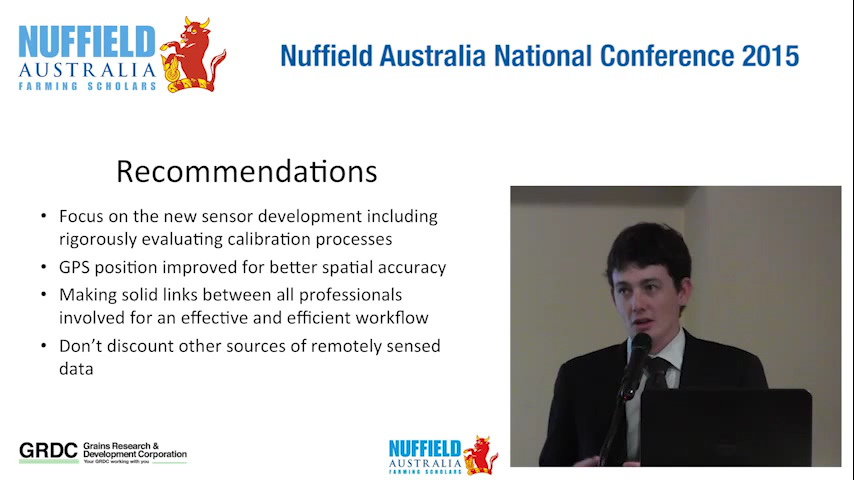 NUFFIELD
AUSTRALIA
FARMING SCHOLARS
Nuffield Australia National Conference 2015
Recommendations
• Focus on the new sensor development including
rigorously evaluating calibration processes
• GPS position improved for better spatial accuracy
• Making solid links between all professionals
involved for an effective and efficient workflow
• Don't discount other sources of remotely sensed
data
GRDC
Grains Research &
Development Corporation
Your GRDC working with you
NUFFIELD
AUSTRALIA
FARMING SCHOLARS